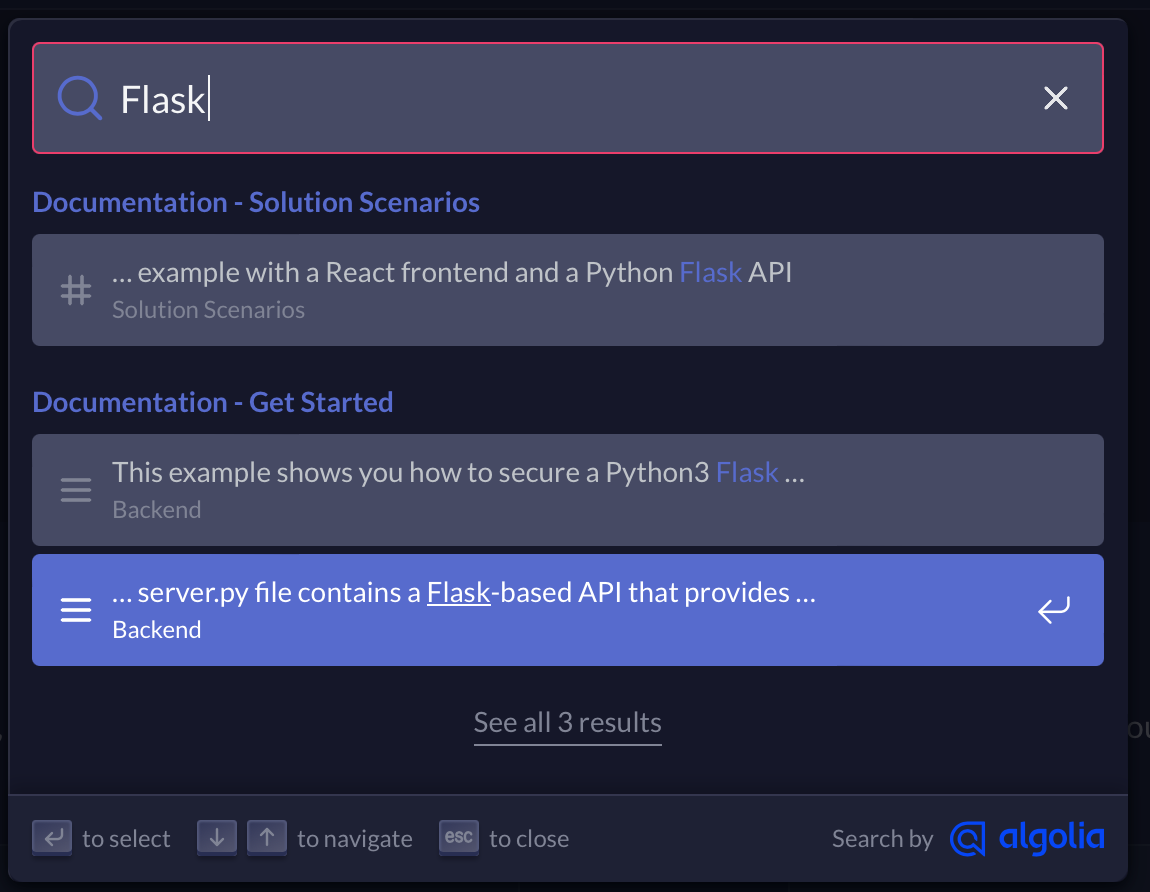 Flask
Documentation - Solution Scenarios
... example with a React frontend and a Python Flask API
Solution Scenarios
Documentation - Get Started
This example shows you how to secure a Python3 Flask ...
Backend
... server.py file contains a Flask-based API that provides ...
Backend
See all 3 results
to select to navigate esc to close Search by algolia